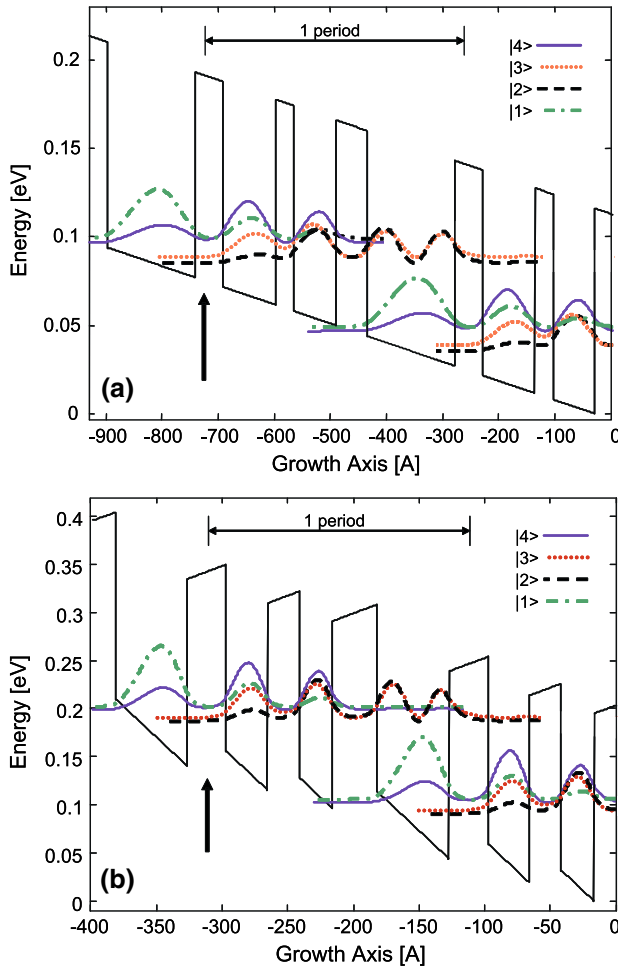 1 period
|4>
|3>
|2>
|1>
0.2
0.15
0.1
0.05
0
Energy [eV]
(a)
-900 -800 -700 -600 -500 -400 -300 -200 -100 0
Growth Axis [A]
1 period
|4>
|3>
|2>
|1>
0.4
0.35
0.3
0.25
0.2
0.15
0.1
0.05
0
Energy [eV]
(b)
-400 -350 -300 -250 -200 -150 -100 -50 0
Growth Axis [A]